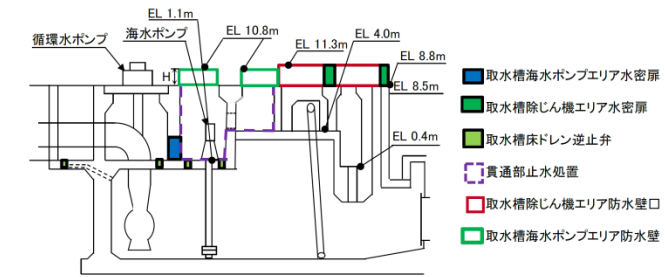 EL 1.1m
EL 10.8m
海水ポンプ
循環水ポンプ
EL 11.3m
EL 4.0m
EL 8.8m
H
EL 8.5m
EL 0.4m
取水槽海水ポンプエリア水密扉
取水槽除じん機エリア水密扉
取水槽床ドレン逆止弁
貫通部止水処置
取水槽除じん機エリア防水壁口
取水槽海水ポンプエリア防水壁